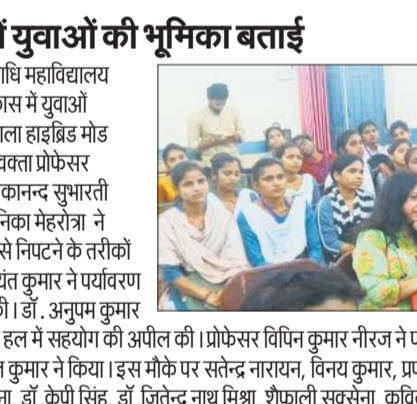 में युवाओं की भूमिका बताई
ाधि महाविद्यालय
ास में युवाओं
ाला हाइब्रिड मोड
वक्ता प्रोफेसर
ेकानन्द सुभारती
निका मेहरोत्रा ने
से निपटने के तरीकों
यंत कुमार ने पर्यावरण
की। डॉ. अनुपम कुमार
हल में सहयोग की अपील की। प्रोफेसर विपिन कुमार नीरज ने
कुमार ने किया। इस मौके पर सतेन्द्र नारायण, विनय कुमार,
डॉ. केपी सिंह, डॉ. जितेन्द्र नाथ मिश्रा, शैफाली सक्सेना,